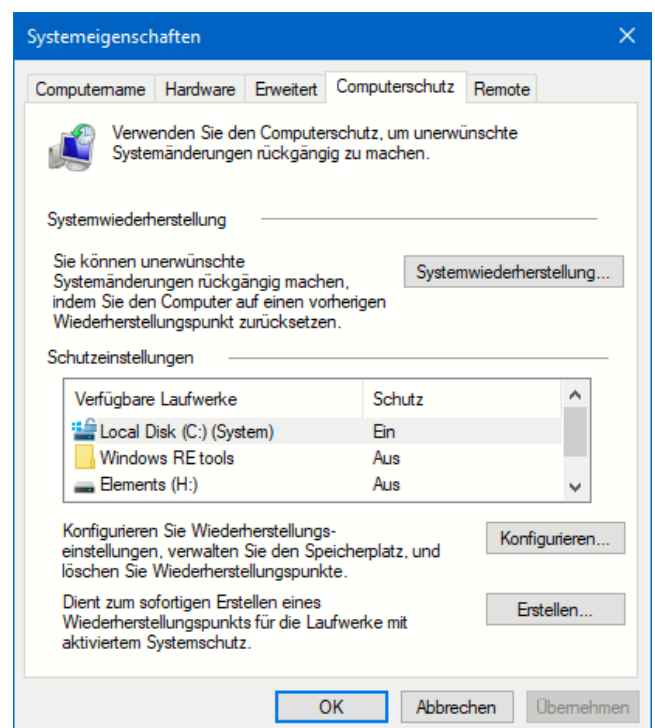 Systemeigenschaften
Computername Hardware Erweitert Computerschutz Remote
Verwenden Sie den Computerschutz, um unerwünschte
Systemänderungen rückgängig zu machen.
Systemwiederherstellung
Sie können unerwünschte
Systemänderungen rückgängig machen,
indem Sie den Computer auf einen vorherigen
Wiederherstellungspunkt zurücksetzen.
Systemwiederherstellung...
Schutzeinstellungen
Verfügbare Laufwerke Schutz
Local Disk (C:) (System) Ein
Windows RE tools Aus
Elements (H:) Aus
Konfigurieren Sie Wiederherstellungs-
einstellungen, verwalten Sie den Speicherplatz, und
löschen Sie Wiederherstellungspunkte.
Konfigurieren...
Dient zum sofortigen Erstellen eines
Wiederherstellungspunkts für die Laufwerke mit
aktiviertem Systemschutz.
Erstellen...
OK Abbrechen Übernehmen